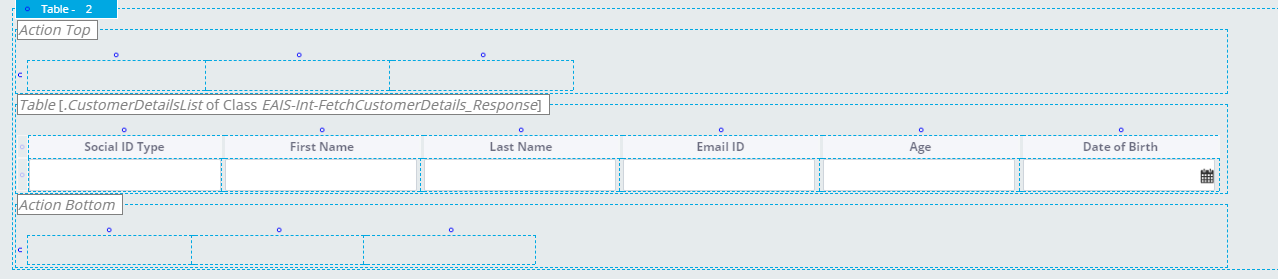 Table - 2
Action Top
Table [.CustomerDetailsList of Class EAIS-Int-FetchCustomerDetails_Response]
Social ID Type First Name Last Name Email ID Age Date of Birth
Action Bottom